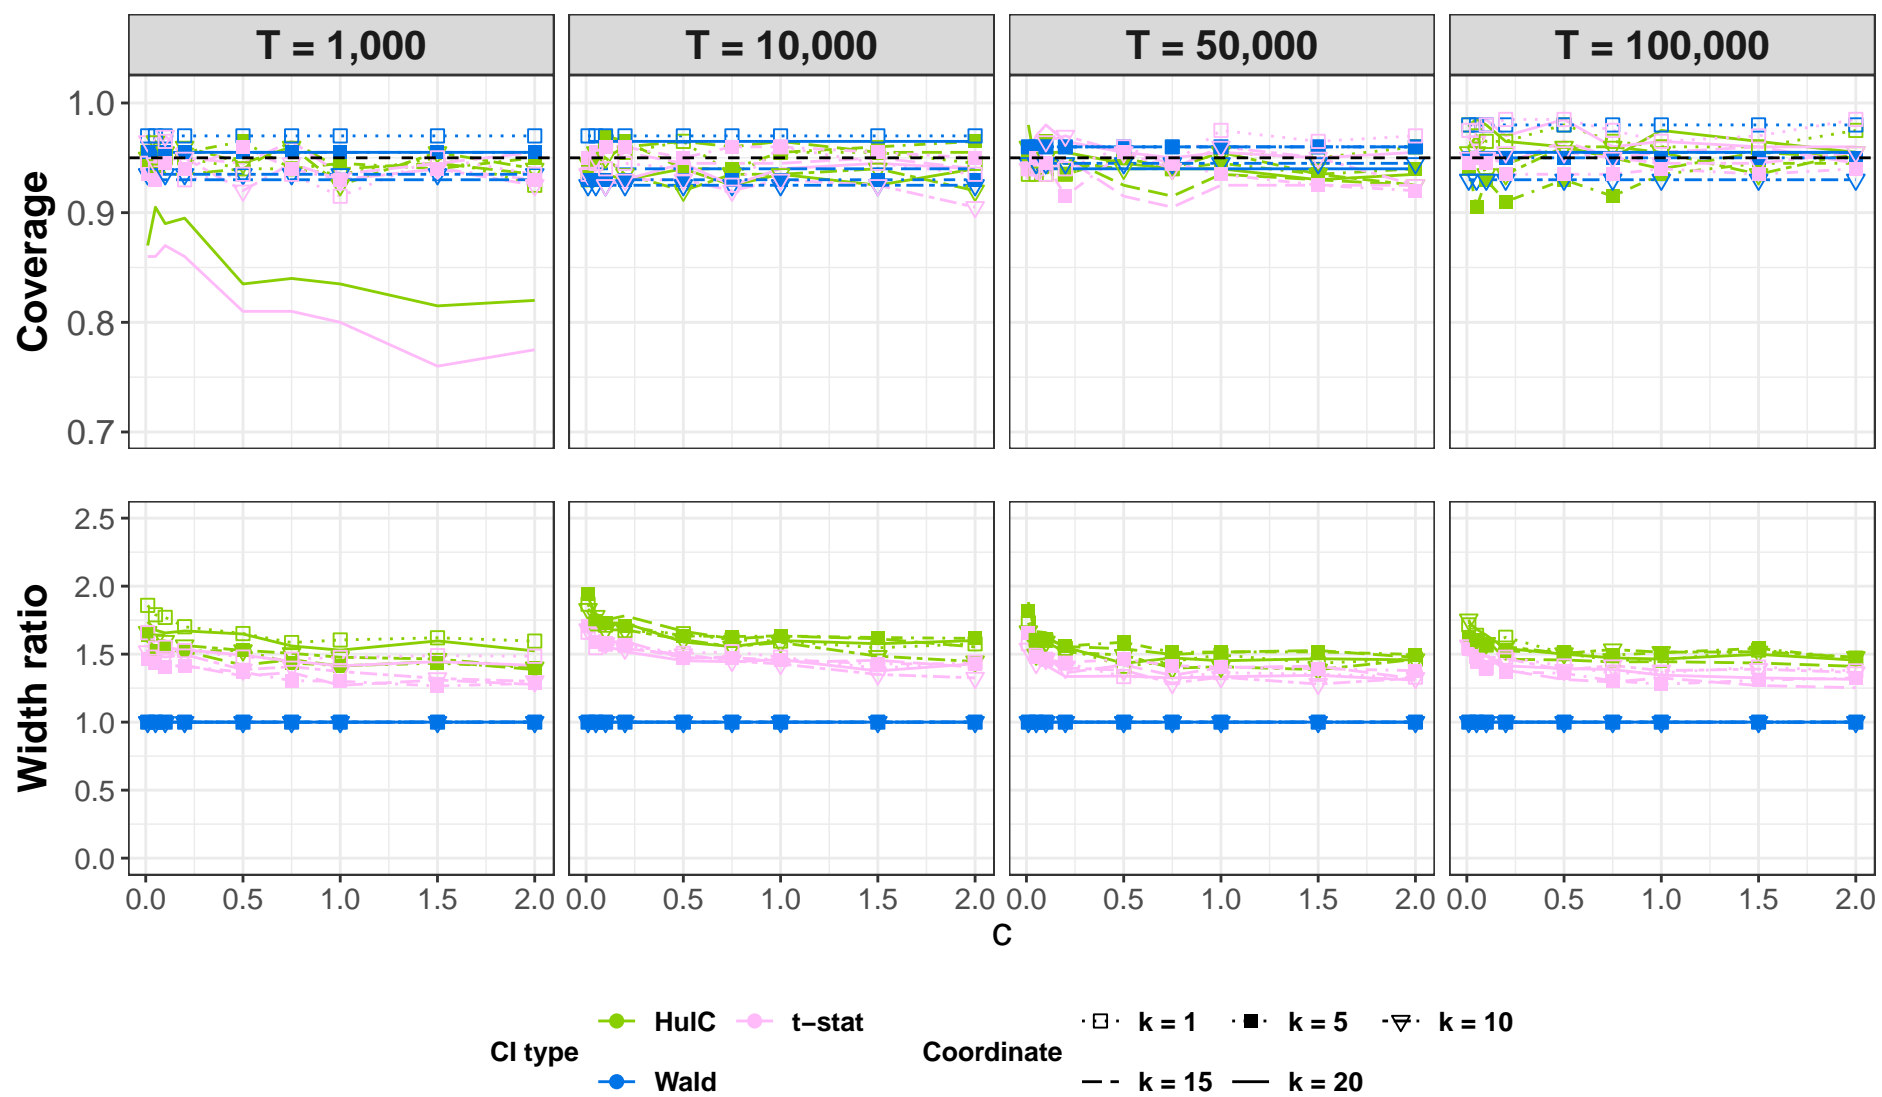 T = 1,000 T = 10,000 T = 50,000 T = 100,000
Coverage
1.0
0.9
0.8
0.7
Width ratio
2.5
2.0
1.5
1.0
0.5
0.0
0.0 0.5 1.0 1.5 2.0 0.0 0.5 1.0 1.5 2.0 0.0 0.5 1.0 1.5 2.0 0.0 0.5 1.0 1.5 2.0
c
CI type
HulC t−stat
Wald
Coordinate
k = 1 k = 5 k = 10
k = 15 k = 20